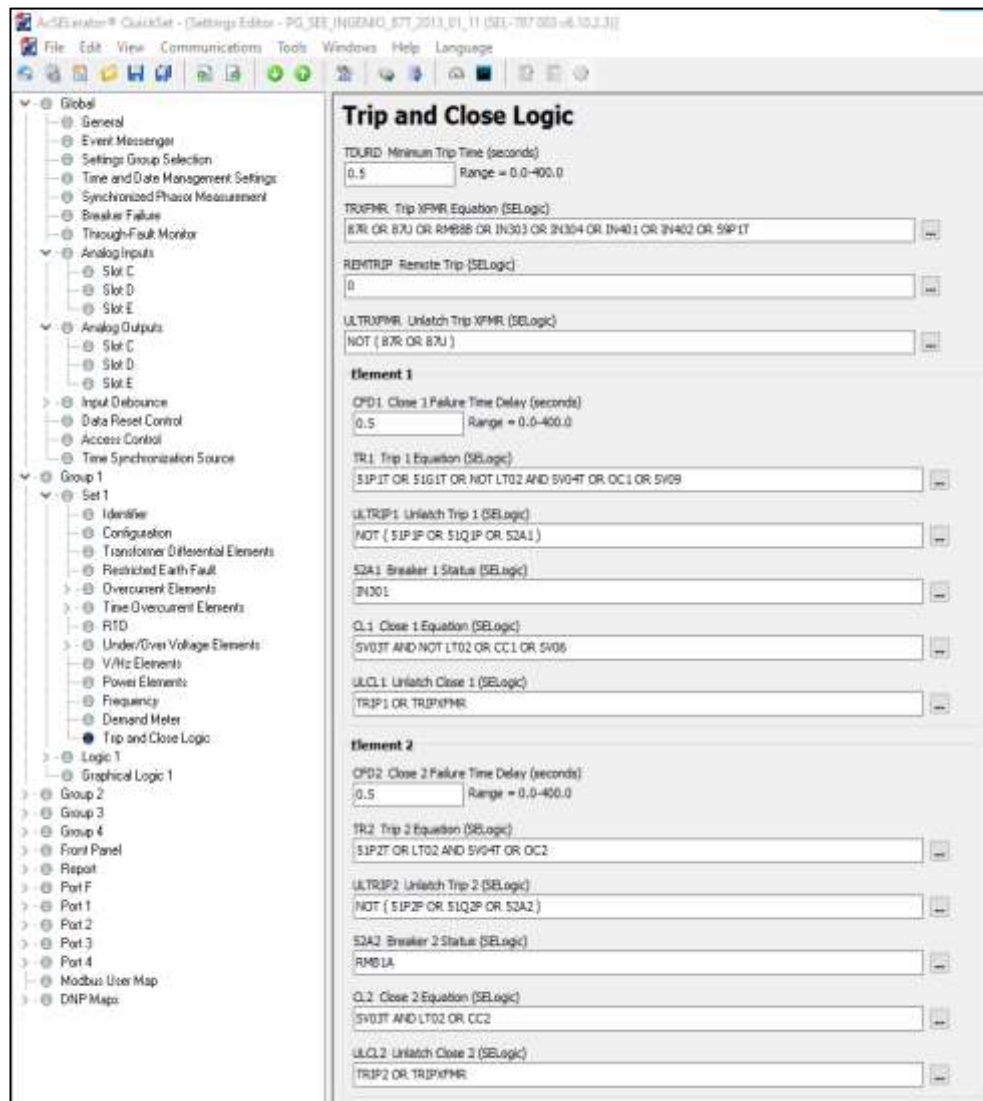 AcSELerator® QuickSet - [Settings Editor - PG_SEE_INGENIO_87T_2013_01_11 (SEL-787 003 v6.10.2.3)]
File Edit View Communications Tools Windows Help Language
Global
General
Event Messenger
Settings Group Selection
Time and Date Management Settings
Synchronized Phasor Measurement
Breaker Failure
Through-Fault Monitor
Analog Inputs
Slot C
Slot D
Slot E
Analog Outputs
Slot C
Slot D
Slot E
Input Debounce
Data Reset Control
Access Control
Time Synchronization Source
Group 1
Set 1
Identifier
Configuration
Transformer Differential Elements
Restricted Earth Fault
Overcurrent Elements
Time Overcurrent Elements
RTD
Under/Over Voltage Elements
V/Hz Elements
Power Elements
Frequency
Demand Meter
Trip and Close Logic
Logic 1
Graphical Logic 1
Group 2
Group 3
Group 4
Front Panel
Report
Port F
Port 1
Port 2
Port 3
Port 4
Modbus User Map
DNP Maps
Trip and Close Logic
TDURD Minimum Trip Time (seconds)
0.5 Range = 0.0-400.0
TRXFMR Trip XFMR Equation (SELogic)
87R OR 87U OR RMB8B OR IN303 OR IN304 OR IN401 OR IN402 OR 59P1T
...
REMTRIP Remote Trip (SELogic)
0
...
ULTRXFMR Unlatch Trip XFMR (SELogic)
NOT ( 87R OR 87U )
...
Element 1
CFD1 Close 1 Failure Time Delay (seconds)
0.5 Range = 0.0-400.0
TR1 Trip 1 Equation (SELogic)
51P1T OR 51G1T OR NOT LT02 AND SV04T OR OC1 OR SV09
...
ULTRIP1 Unlatch Trip 1 (SELogic)
NOT ( 51P1P OR 51Q1P OR 52A1 )
...
52A1 Breaker 1 Status (SELogic)
IN301
...
CL1 Close 1 Equation (SELogic)
SV03T AND NOT LT02 OR CC1 OR SV06
...
ULCL1 Unlatch Close 1 (SELogic)
TRIP1 OR TRIPXFMR
...
Element 2
CFD2 Close 2 Failure Time Delay (seconds)
0.5 Range = 0.0-400.0
TR2 Trip 2 Equation (SELogic)
51P2T OR LT02 AND SV04T OR OC2
...
ULTRIP2 Unlatch Trip 2 (SELogic)
NOT ( 51P2P OR 51Q2P OR 52A2 )
...
52A2 Breaker 2 Status (SELogic)
RMB1A
...
CL2 Close 2 Equation (SELogic)
SV03T AND LT02 OR CC2
...
ULCL2 Unlatch Close 2 (SELogic)
TRIP2 OR TRIPXFMR
...